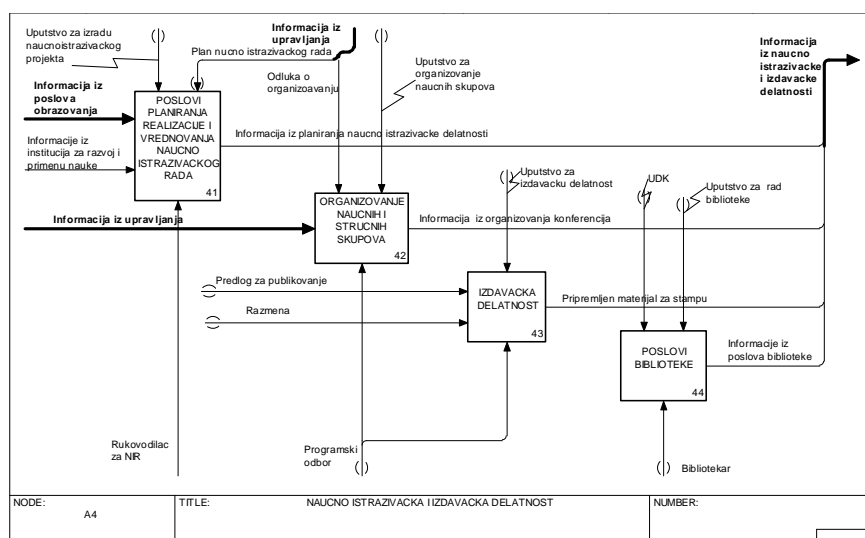 Uputstvo za izradu
naucnoistrazivackog
projekta
Informacija iz
upravljanja
Plan nucno istrazivackog rada
Odluka o
organizoavanju
Uputstvo za
organizovanje
naucnih skupova
Informacija iz naucno
istrazivacke
i izdavacke
delatnosti
Informacija iz
poslova
obrazovanja
Informacije iz
institucija za razvoj i
primenu nauke
POSLOVI
PLANIRANJA
REALIZACIJE I
VREDNOVANJA
NAUCNO
ISTRAZIVACKOG
RADA
41
Informacija iz planiranja naucno istrazivacke delatnosti
Uputstvo za
izdavacku delatnost
UDK
Uputstvo za rad
biblioteke
Informacija iz upravljanja
ORGANIZOVANJE
NAUCNIH I
STRUCNIH
SKUPOVA
42
Informacija iz organizovanja konferencija
Predlog za publikovanje
Razmena
IZDAVACKA
DELATNOST
43
Pripremljen materijal za stampu
POSLOVI
BIBLIOTEKE
44
Informacije iz
poslova biblioteke
Rukovodilac
za NIR
Programski
odbor
Bibliotekar
NODE:
A4
TITLE:
NAUCNO ISTRAZIVACKA I IZDAVACKA DELATNOST
NUMBER: